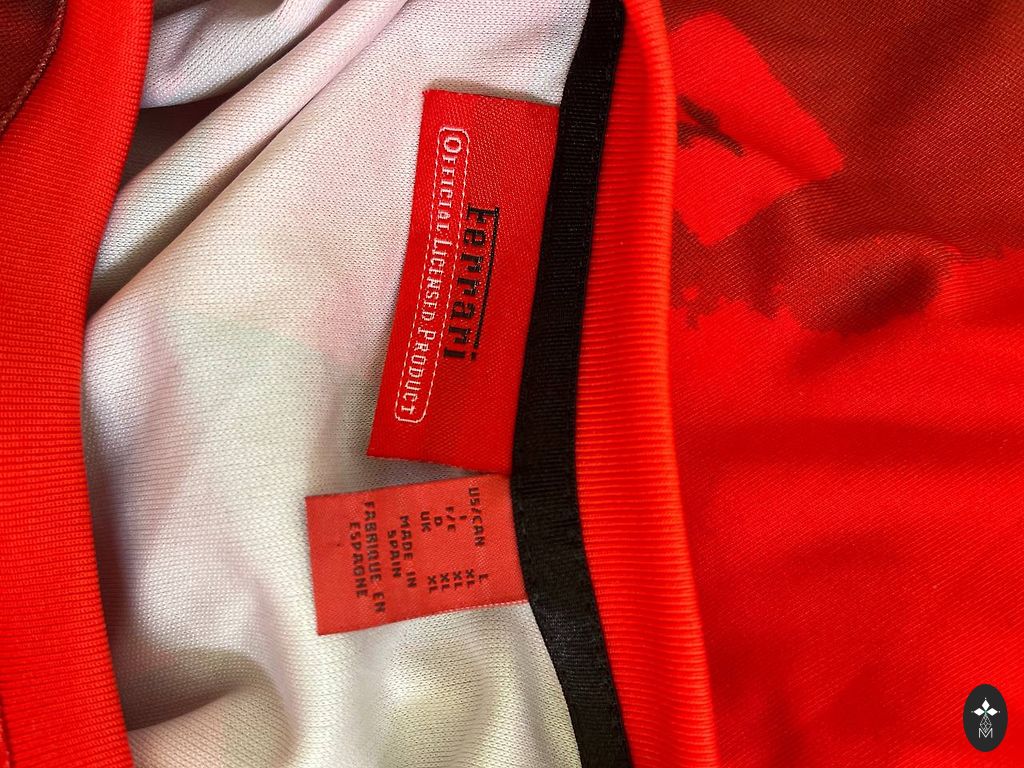 Ferrari
OFFICIAL LICENSED PRODUCT
US/CAN L
I XL
F/E XL
D XL
UK XL
MADE IN
SPAIN
FABRIQUE EN
ESPAGNE
M